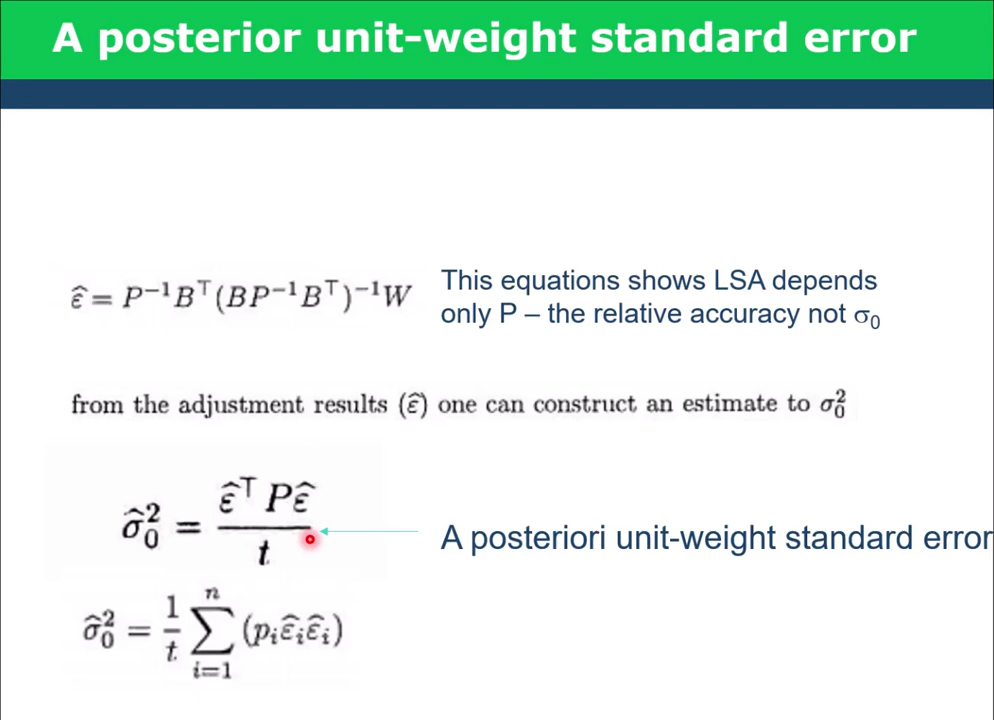 A posterior unit-weight standard error
ε̂ = P⁻¹Bᵀ(BP⁻¹Bᵀ)⁻¹W
This equations shows LSA depends
only P – the relative accuracy not σ₀
from the adjustment results (ε̂) one can construct an estimate to σ₀²
σ̂₀² = ε̂ᵀ Pε̂ / t
A posteriori unit-weight standard error
σ̂₀² = 1/t ∑ᵢ₌₁ⁿ (pᵢε̂ᵢε̂ᵢ)